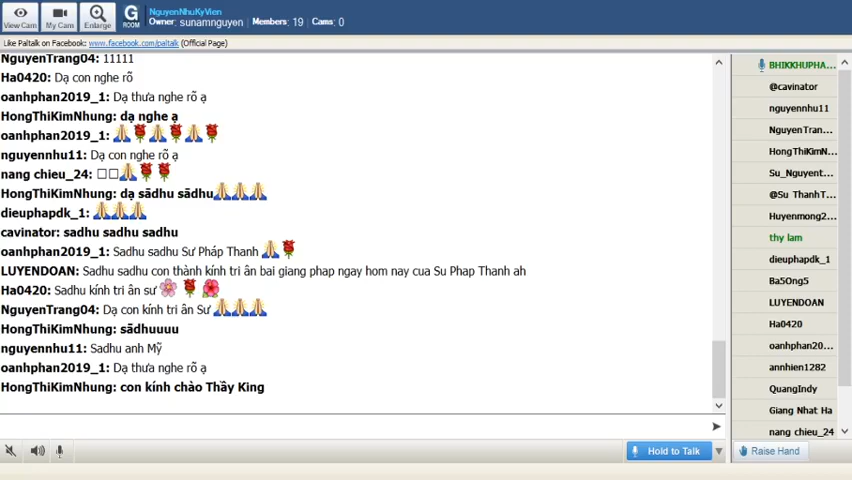 NguyenNhuKyVien
Owner: sunamnguyen Members: 19 Cams: 0
View Cam My Cam Enlarge G ROOM
Like Paltalk on Facebook: www.facebook.com/paltalk (Official Page)
NguyenTrang04: 11111
Ha0420: Dạ con nghe rõ
oanhphan2019_1: Dạ thưa nghe rõ ạ
HongThiKimNhung: dạ nghe ạ
oanhphan2019_1: 🙏🌹🙏🌹🙏🌹
nguyennhu11: Dạ con nghe rõ ạ
nang chieu_24: □□🙏🌹🌹
HongThiKimNhung: dạ sādhu sādhu🙏🙏🙏
dieuphapdk_1: 🙏🙏🙏
cavinator: sadhu sadhu sadhu
oanhphan2019_1: Sadhu sadhu Sư Pháp Thanh 🙏🌹
LUYENDOAN: Sadhu sadhu con thành kính tri ân bai giang phap ngay hom nay cua Su Phap Thanh ah
Ha0420: Sadhu kính tri ân sư 🌸🌹🌺
NguyenTrang04: Dạ con kính tri ân Sư 🙏🙏🙏
HongThiKimNhung: sādhuuuu
nguyennhu11: Sadhu anh Mỹ
oanhphan2019_1: Dạ thưa nghe rõ ạ
HongThiKimNhung: con kính chào Thầy King
BHIKKHUPHA...
@cavinator
nguyennhu11
NguyenTran...
HongThiKimN...
Su_Nguyent...
@Su ThanhT...
Huyenmong2...
thy lam
dieuphapdk_1
Ba5Ong5
LUYENDOAN
Ha0420
oanhphan20...
annhien1282
QuangIndy
Giang Nhat Ha
nang chieu_24
Hold to Talk
Raise Hand